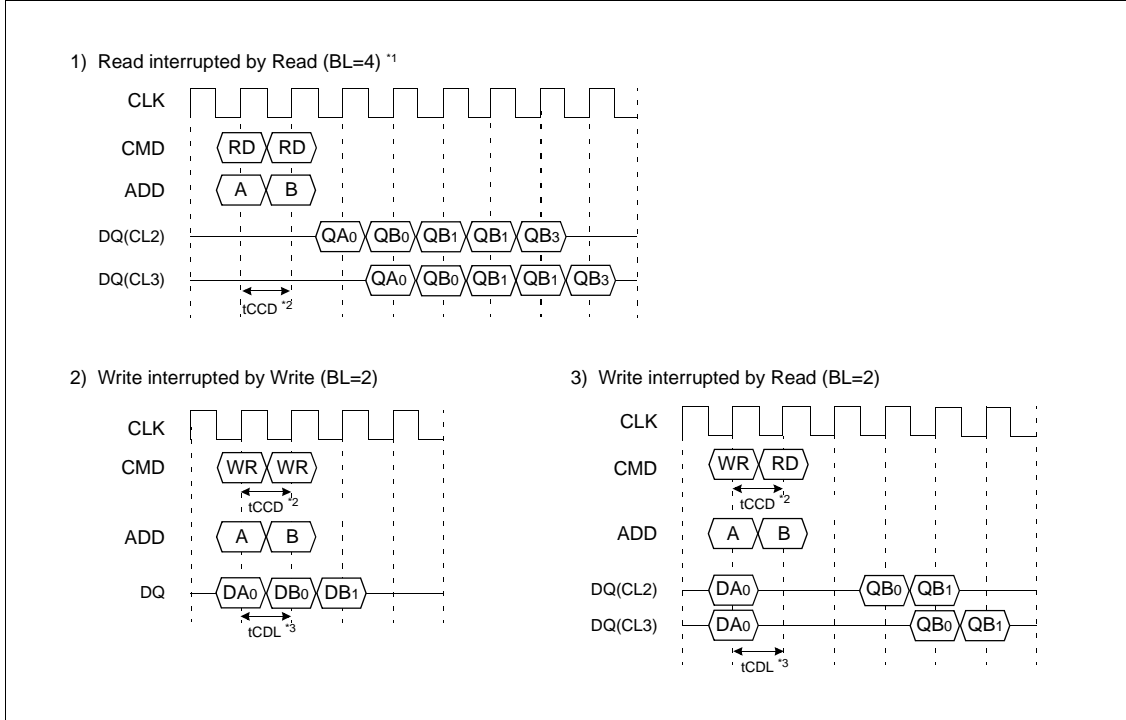 1) Read interrupted by Read (BL=4) *1
CLK
CMD RD RD
ADD A B
DQ(CL2) QA0 QB0 QB1 QB1 QB3
DQ(CL3) QA0 QB0 QB1 QB1 QB3
tCCD *2
2) Write interrupted by Write (BL=2)
CLK
CMD WR WR
tCCD *2
ADD A B
DQ DA0 DB0 DB1
tCDL *3
3) Write interrupted by Read (BL=2)
CLK
CMD WR RD
tCCD *2
ADD A B
DQ(CL2) DA0 QB0 QB1
DQ(CL3) DA0 QB0 QB1
tCDL *3